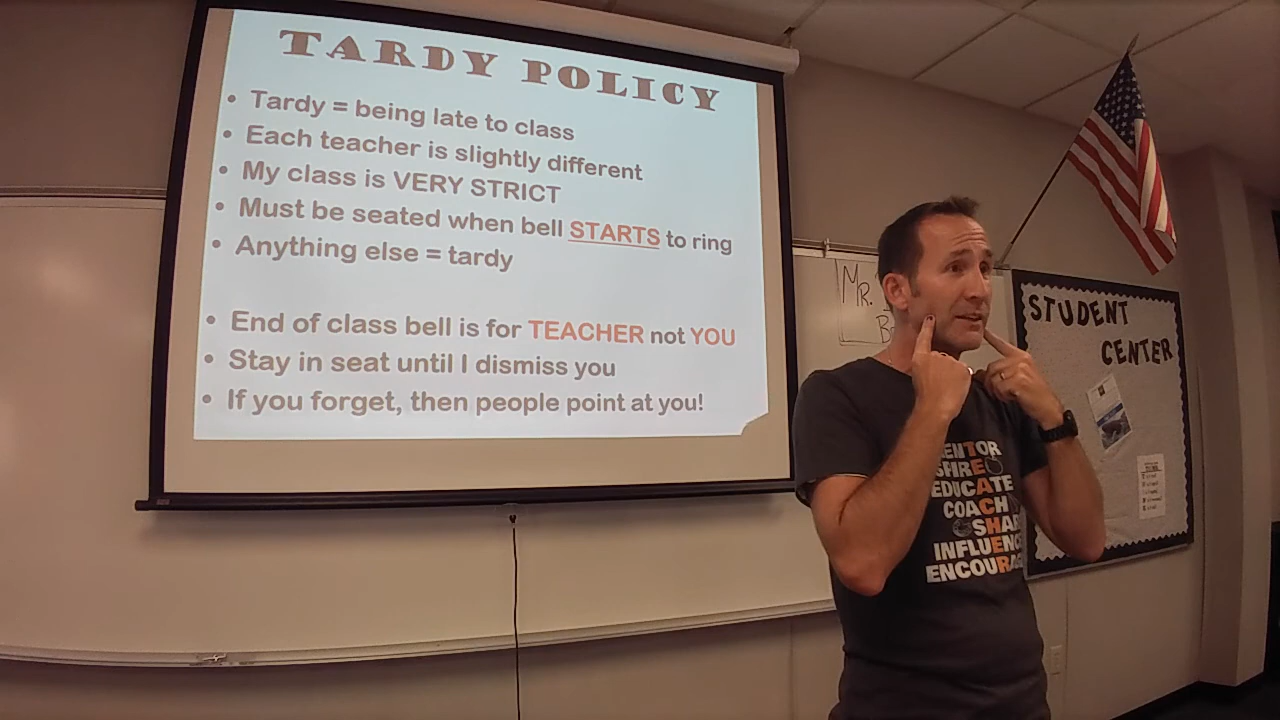 TARDY POLICY
• Tardy = being late to class
• Each teacher is slightly different
• My class is VERY STRICT
• Must be seated when bell STARTS to ring
• Anything else = tardy
• End of class bell is for TEACHER not YOU
• Stay in seat until I dismiss you
• If you forget, then people point at you!
MR.
STUDENT
CENTER
EDUCATE
COACH